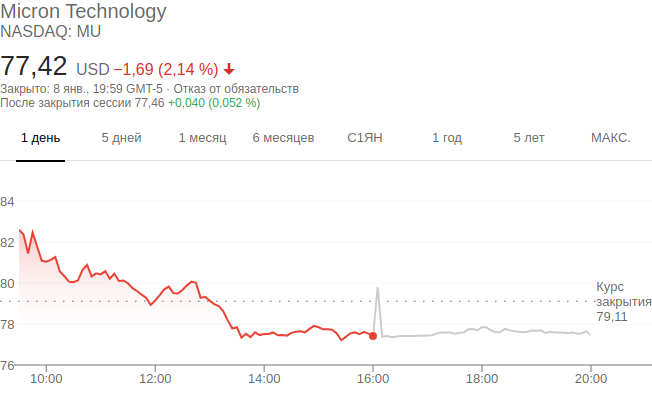 Micron Technology
NASDAQ: MU
77,42 USD −1,69 (2,14 %)
Закрыто: 8 янв., 19:59 GMT-5 · Отказ от обязательств
После закрытия сессии 77,46 +0,040 (0,052 %)
1 день 5 дней 1 месяц 6 месяцев С1ЯН 1 год 5 лет МАКС.
84
82
80
Курс
закрытия
79,11
78
76
10:00 12:00 14:00 16:00 18:00 20:00